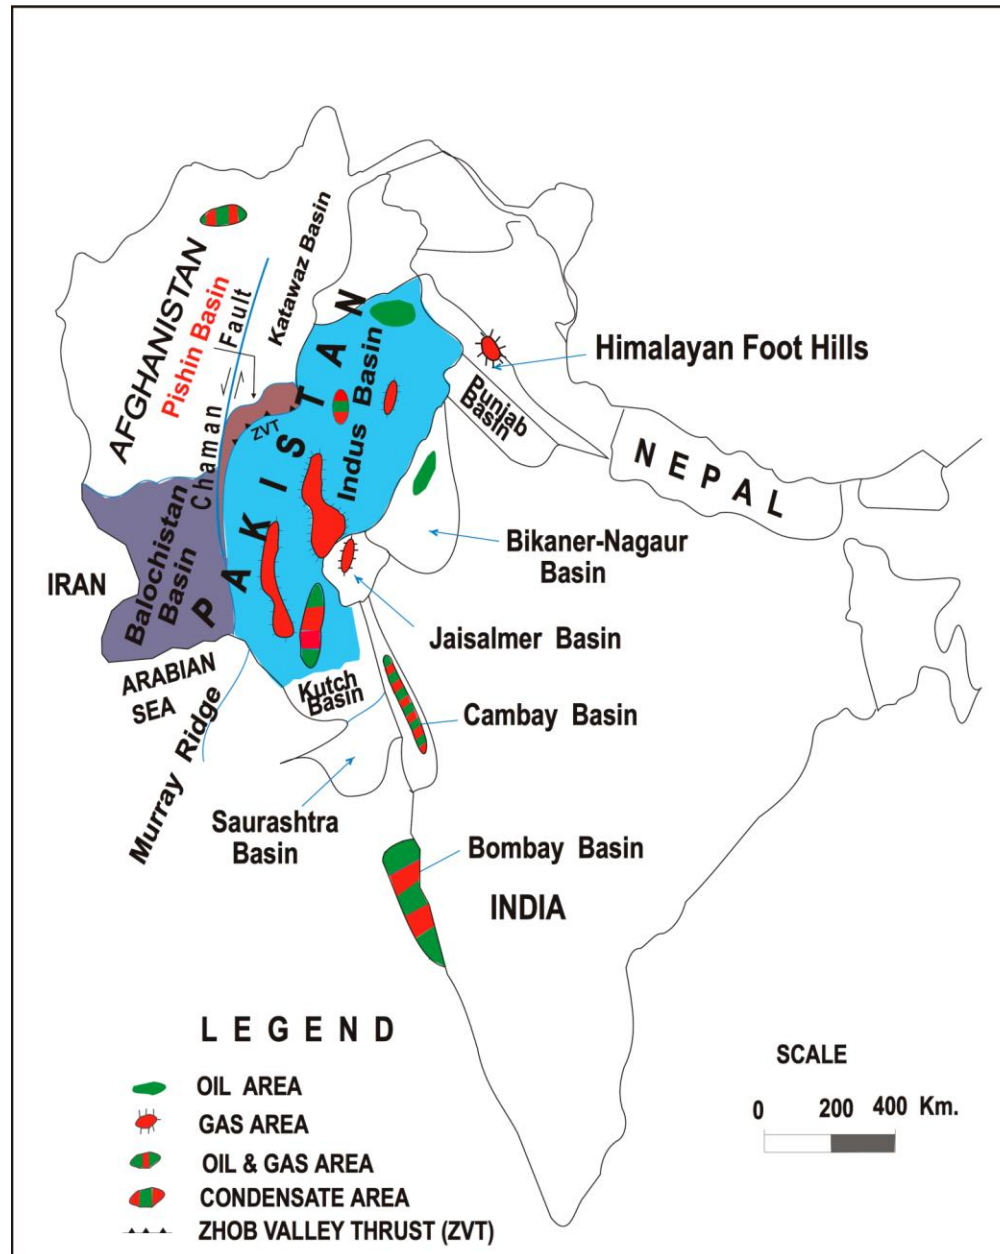 AFGHANISTAN
Pishin Basin
Chaman Fault
Katawaz Basin
PAKISTAN
Indus Basin
ZVT
Himalayan Foot Hills
Punjab
Basin
NEPAL
Bikaner-Nagaur
Basin
IRAN
Balochistan
Basin
Jaisalmer Basin
ARABIAN
SEA
Kutch
Basin
Murray Ridge
Cambay Basin
Saurashtra
Basin
Bombay Basin
INDIA
LEGEND
OIL AREA
GAS AREA
OIL & GAS AREA
CONDENSATE AREA
ZHOB VALLEY THRUST (ZVT)
SCALE
0 200 400 Km.